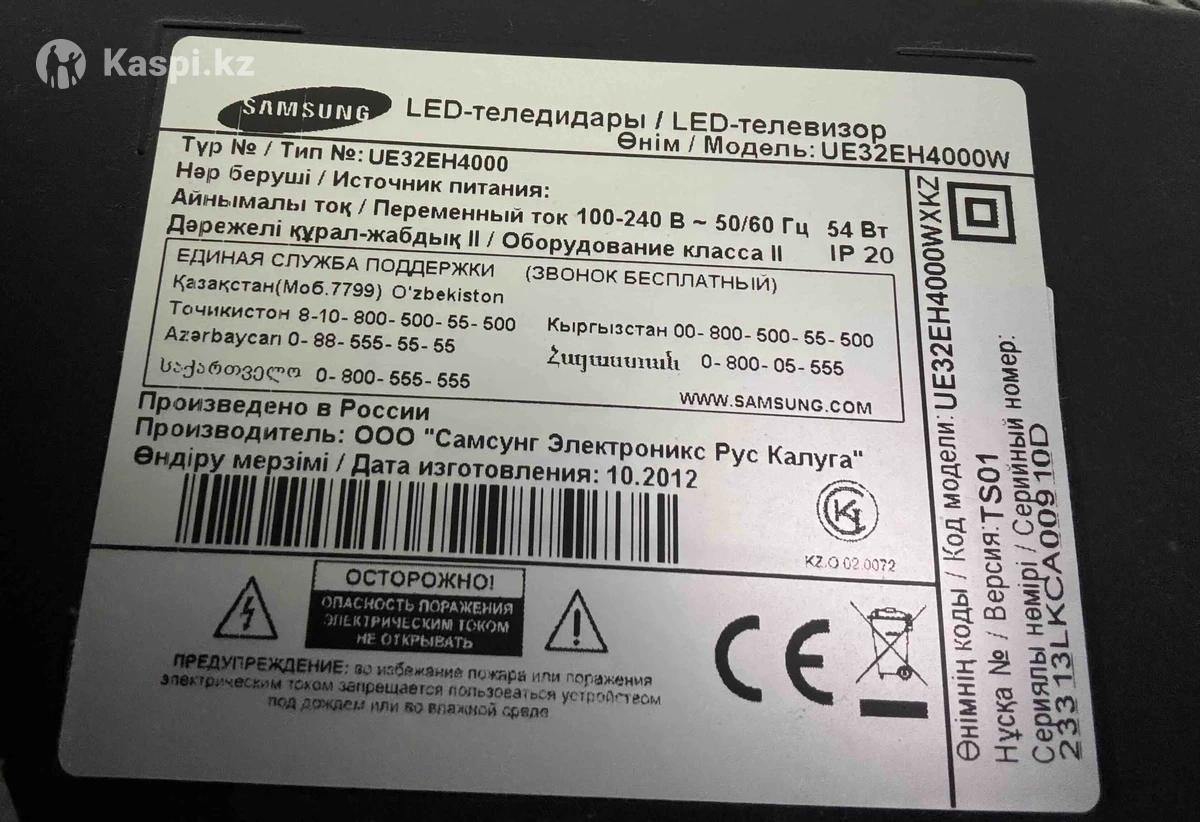 Kaspi.kz
SAMSUNG
LED-теледидары / LED-телевизор
Өнім / Модель: UE32EH4000W
Түр № / Тип №: UE32EH4000
Нәр беруші / Источник питания:
Айнымалы тоқ / Переменный ток 100-240 В ~ 50/60 Гц 54 Вт
Дәрежелі құрал-жабдық II / Оборудование класса II IP 20
ЕДИНАЯ СЛУЖБА ПОДДЕРЖКИ (ЗВОНОК БЕСПЛАТНЫЙ)
Қазақстан(Моб.7799) O'zbekiston
Точикистон 8-10-800-500-55-500
Кыргызстан 00-800-500-55-500
Azərbaycan 0-88-555-55-55
Հայաստան 0-800-05-555
საქართველო 0-800-555-555
WWW.SAMSUNG.COM
Произведено в России
Производитель: ООО "Самсунг Электроникс Рус Калуга"
Өндіру мерзімі / Дата изготовления: 10.2012
KZ.O.02.0072
ОСТОРОЖНО!
ОПАСНОСТЬ ПОРАЖЕНИЯ
ЭЛЕКТРИЧЕСКИМ ТОКОМ
НЕ ОТКРЫВАТЬ
ПРЕДУПРЕЖДЕНИЕ: во избежание пожара или поражения
электрическим током запрещается пользоваться устройством
под дождем или во влажной среде
CE
Өнімнің коды / Код модели: UE32EH4000WXKZ
Нұсқа № / Версия: TS01
Сериялы нөмірі / Серийный номер:
23313LKCA00910D